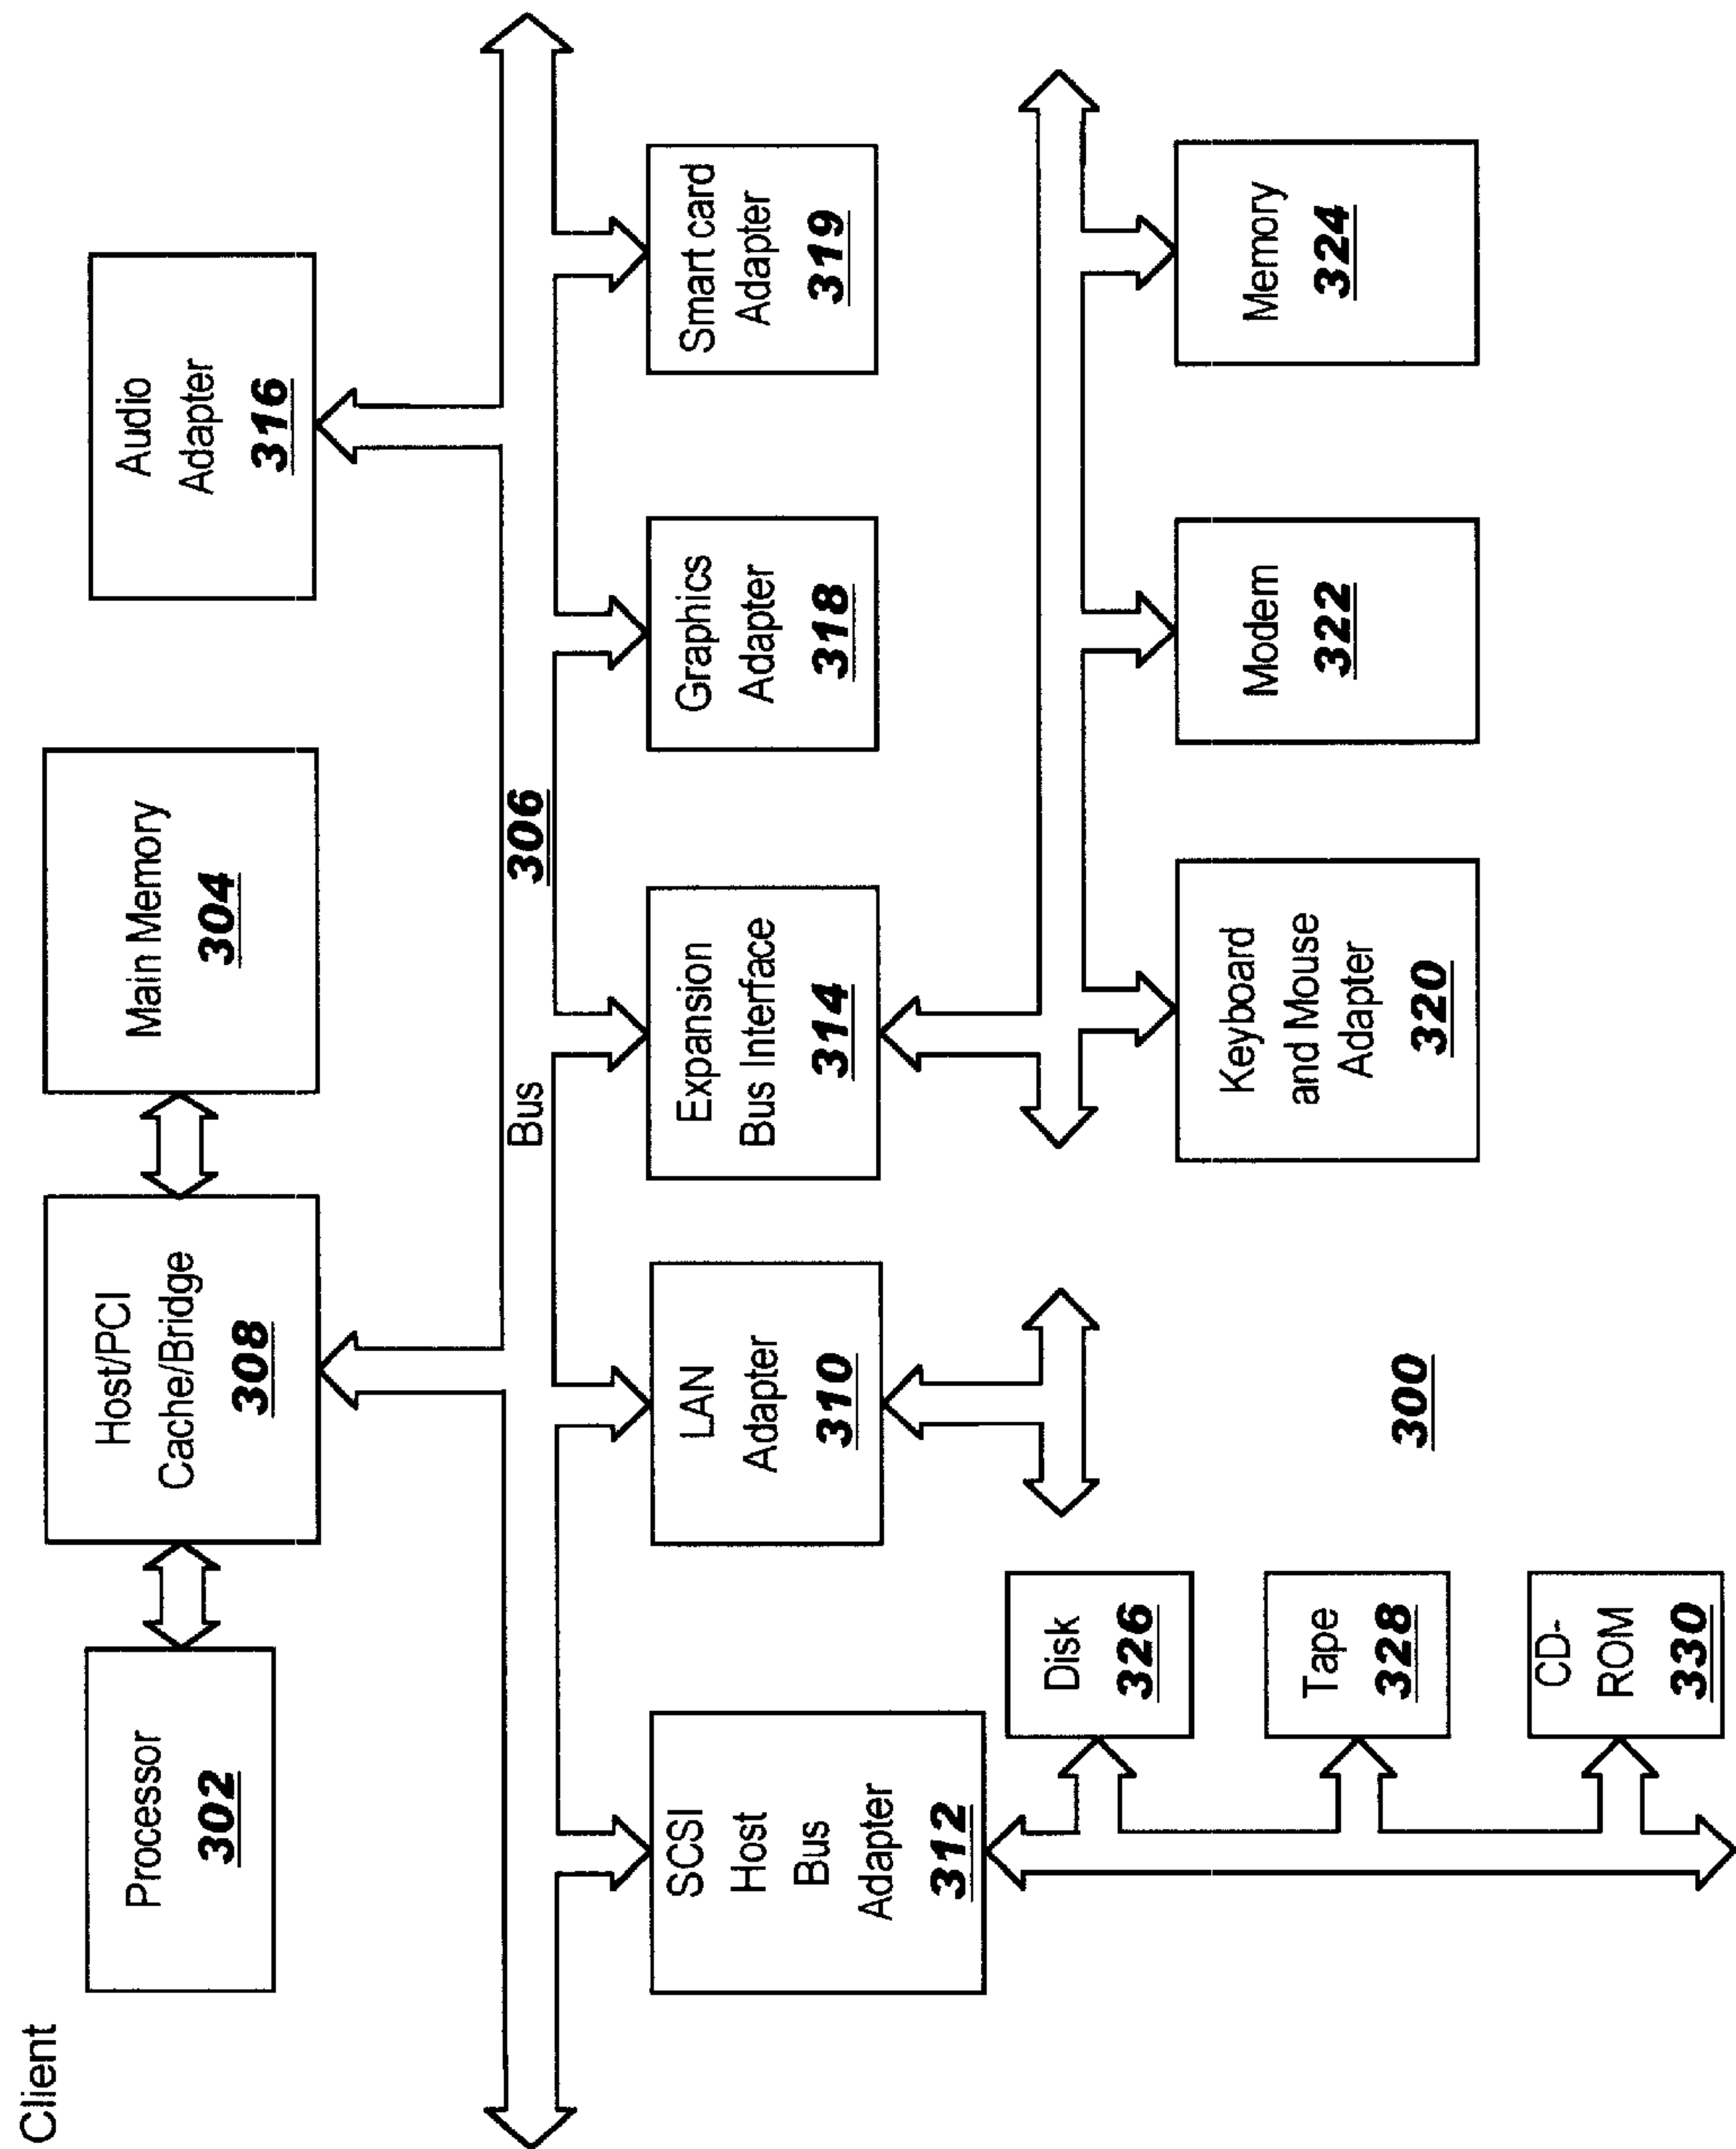 Client
Processor
302
Host/PCI
Cache/Bridge
308
Main Memory
304
Audio
Adapter
316
Bus
306
SCSI
Host
Bus
Adapter
312
LAN
Adapter
310
Expansion
Bus Interface
314
Graphics
Adapter
318
Smart card
Adapter
319
Disk
326
Tape
328
CD-
ROM
330
300
Keyboard
and Mouse
Adapter
320
Modem
322
Memory
324